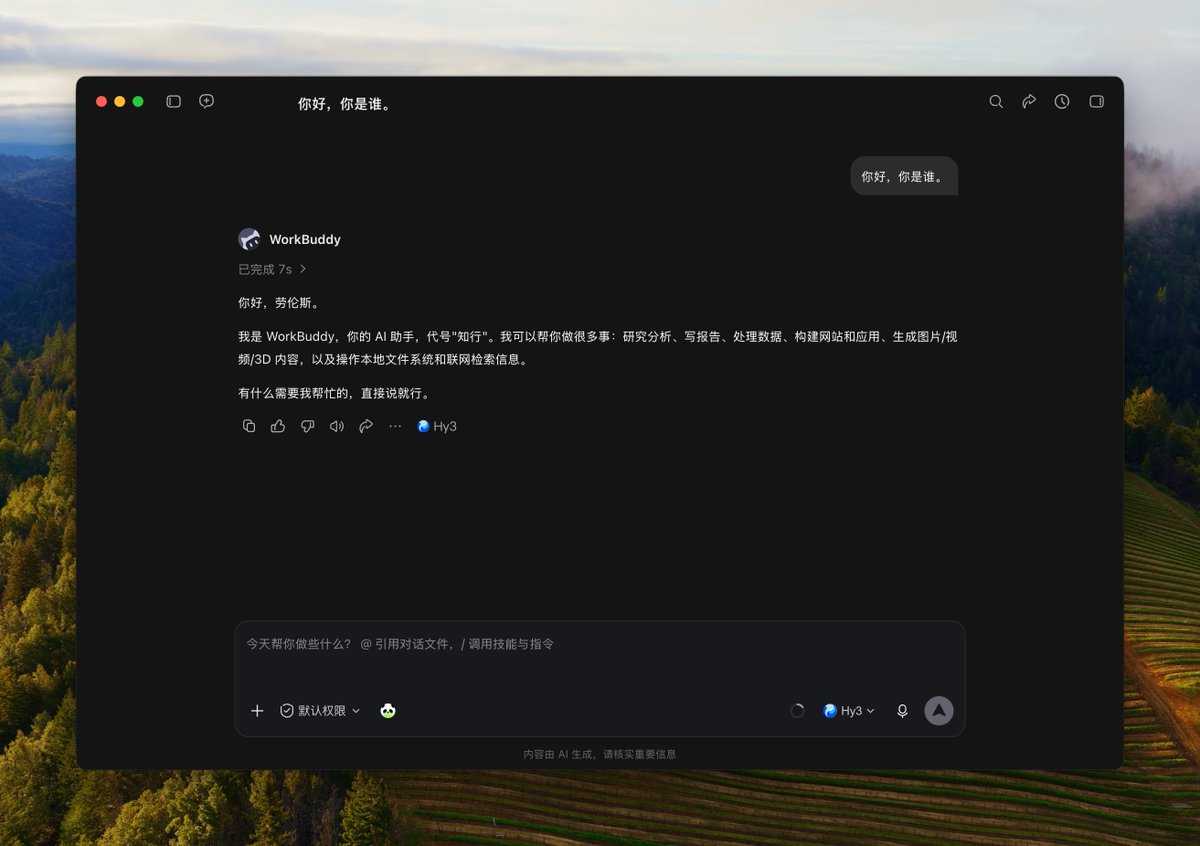 你好，你是谁。
你好，你是谁。
WorkBuddy
已完成 7s
你好，劳伦斯。
我是 WorkBuddy，你的 AI 助手，代号"知行"。我可以帮你做很多事：研究分析、写报告、处理数据、构建网站和应用、生成图片/视
频/3D 内容，以及操作本地文件系统和联网检索信息。
有什么需要我帮忙的，直接说就行。
Hy3
今天帮你做些什么？ @ 引用对话文件，/ 调用技能与指令
默认权限
Hy3
内容由 AI 生成，请核实重要信息